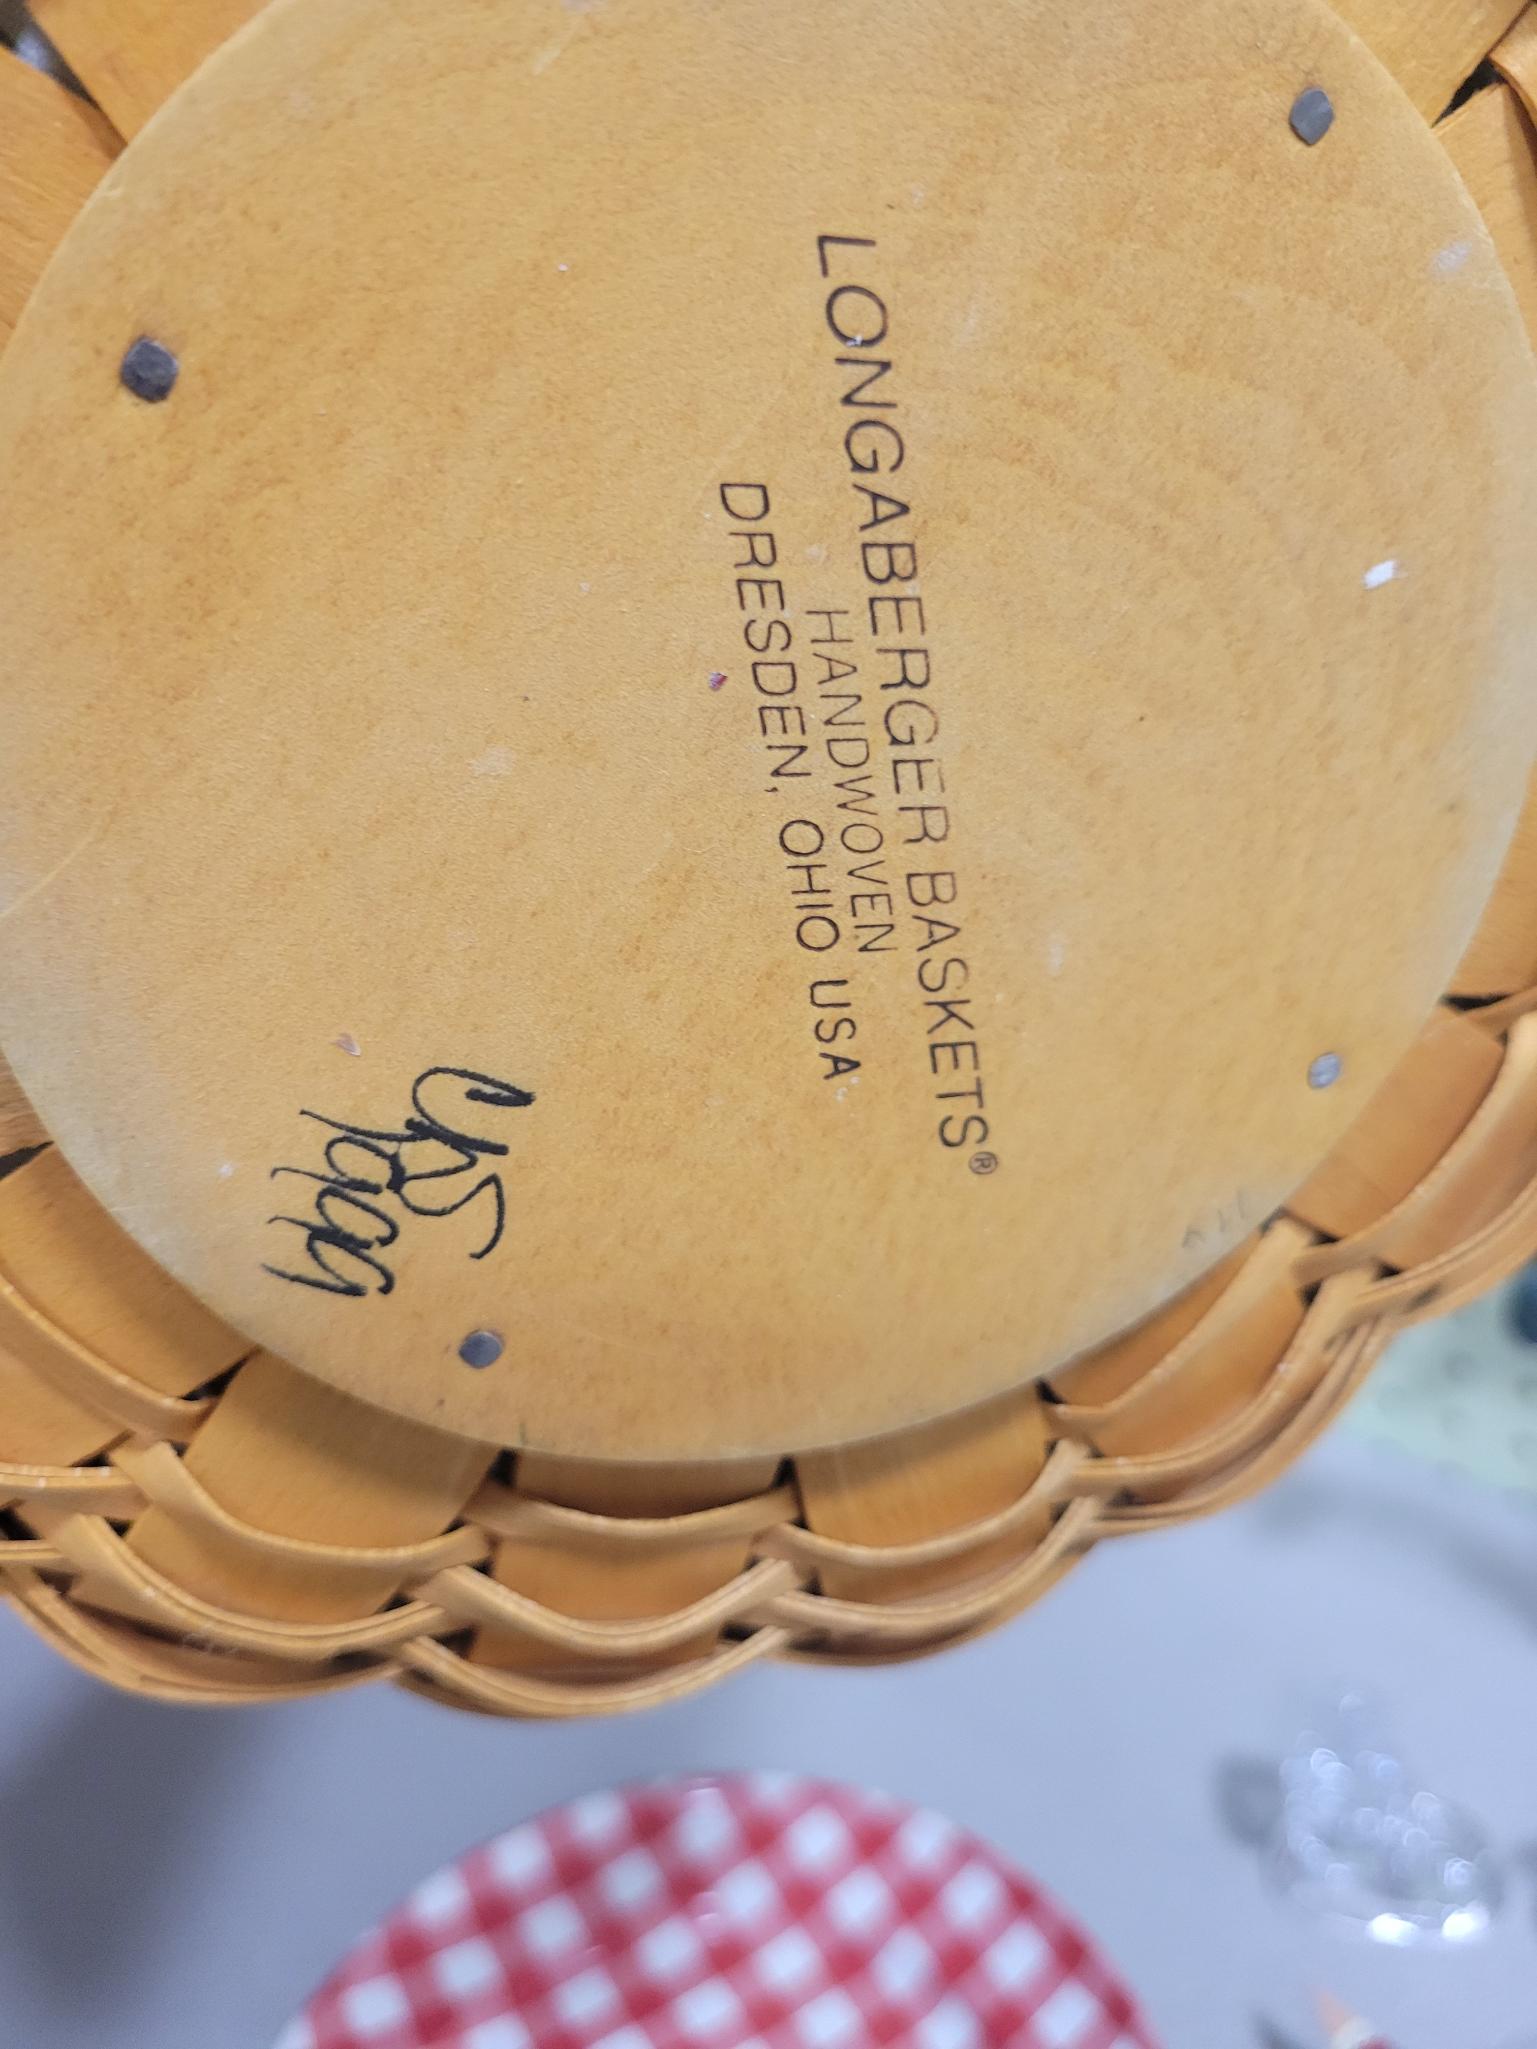 LONGABERGER BASKETS®
HANDWOVEN
DRESDEN, OHIO USA
1999